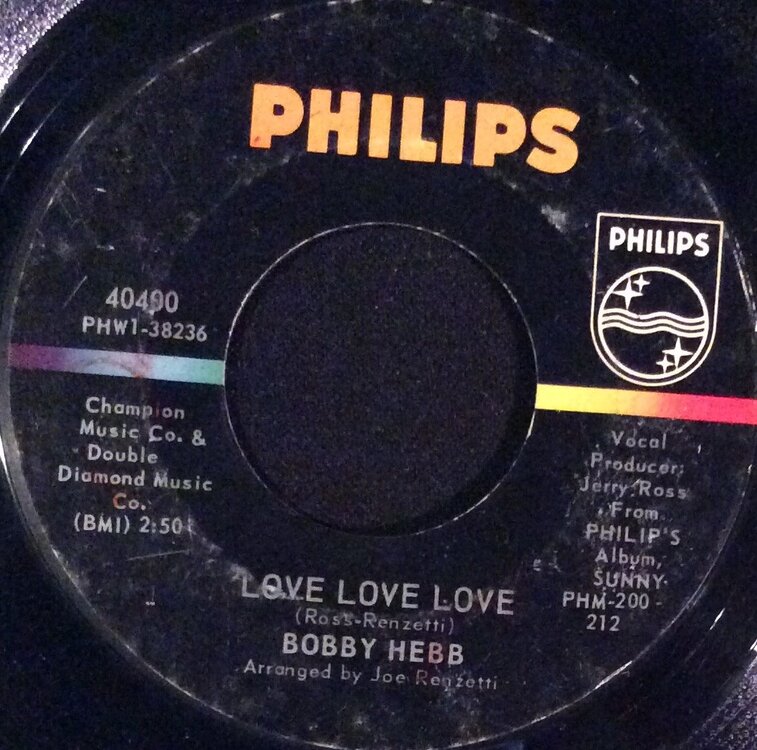 PHILIPS
PHILIPS
40490
PHW1-38236
Champion
Music Co. &
Double
Diamond Music
Co.
(BMI) 2:50
Vocal
Producer:
Jerry Ross
From
PHILIP'S
Album,
SUNNY
PHM-200-
212
LOVE LOVE LOVE
(Ross-Renzetti)
BOBBY HEBB
Arranged by Joe Renzetti